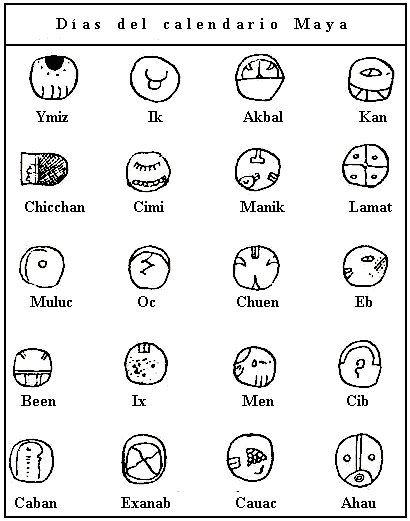 Días del calendario Maya
Ymiz Ik Akbal Kan
Chicchan Cimi Manik Lamat
Muluc Oc Chuen Eb
Been Ix Men Cib
Caban Exanab Cauac Ahau